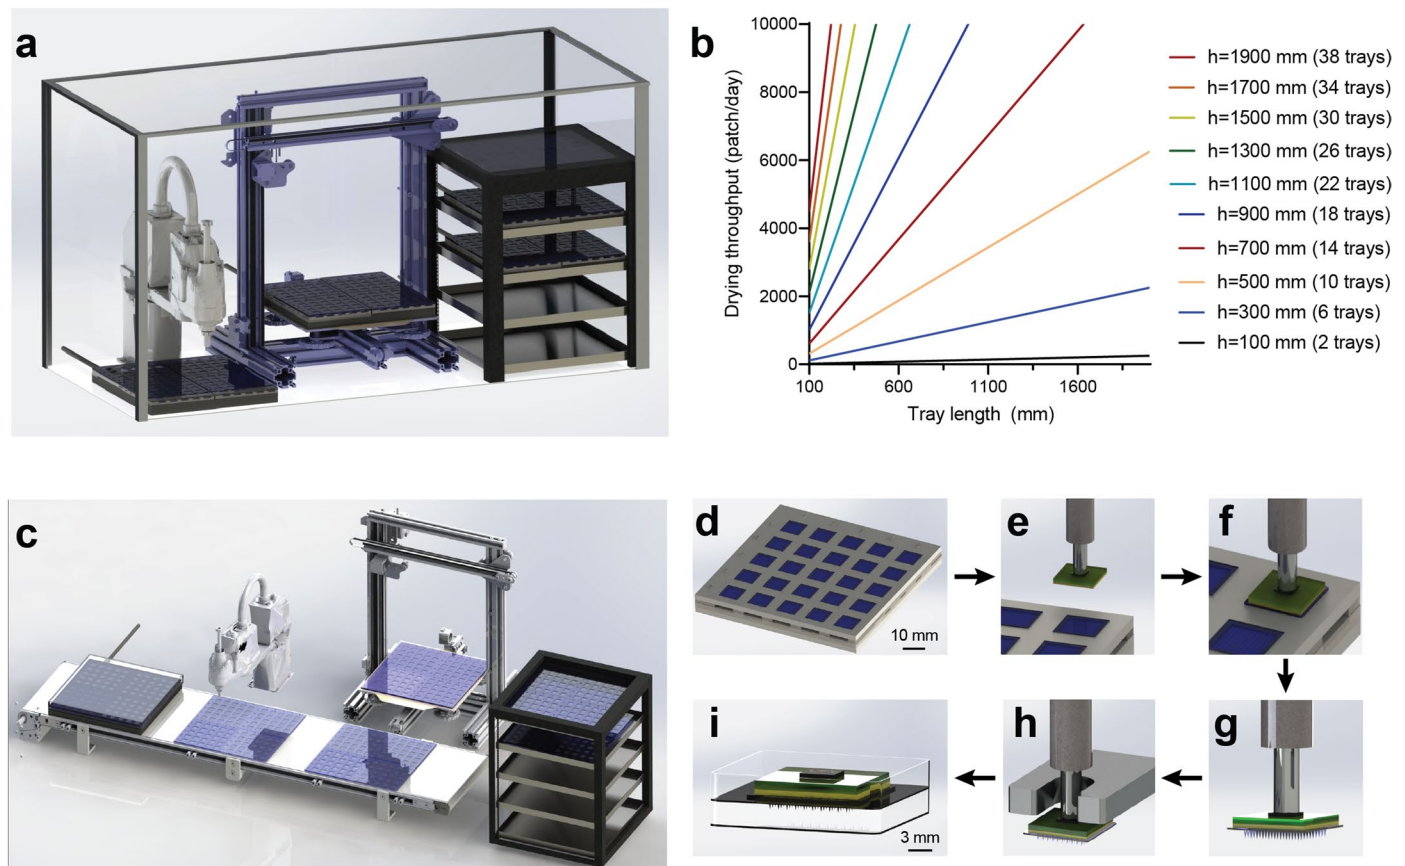 a
b
10000
8000
6000
4000
2000
0
Drying throughput (patch/day)
100
600
1100
1600
Tray length (mm)
h=1900 mm (38 trays)
h=1700 mm (34 trays)
h=1500 mm (30 trays)
h=1300 mm (26 trays)
h=1100 mm (22 trays)
h=900 mm (18 trays)
h=700 mm (14 trays)
h=500 mm (10 trays)
h=300 mm (6 trays)
h=100 mm (2 trays)
c
d
10 mm
e
f
i
3 mm
h
g